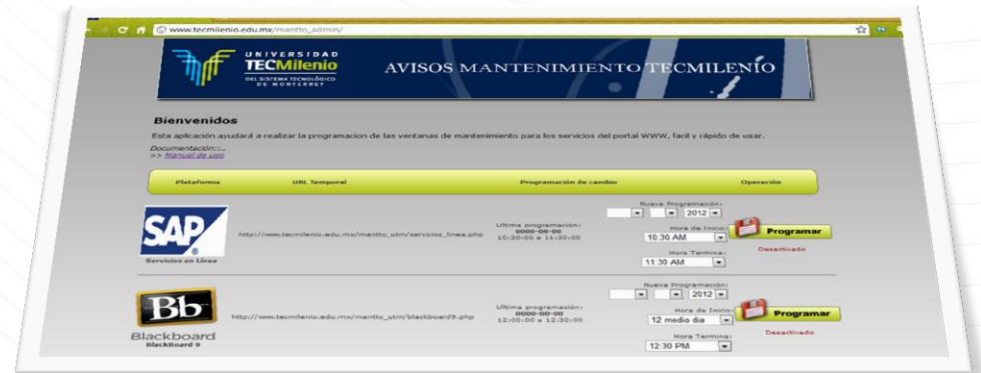 www.tecmilenio.edu.mx/mantto_admin/
UNIVERSIDAD
TECMilenio
DEL SISTEMA TECNOLÓGICO
DE MONTERREY
AVISOS MANTENIMIENTO TECMILENIO
Bienvenidos
Esta aplicación ayudará a realizar la programacion de las ventanas de mantenimiento para los servicios del portal WWW, facil y rápido de usar.
Documentación::..
>> Manual de uso
Plataforma URL Temporal Programación de cambio Operación
SAP
Servicios en Línea
http://www.tecmilenio.edu.mx/mantto_utm/servicios_linea.php
Ultima programación:
0000-00-00
10:30:00 a 11:30:00
Nueva Programación:
2012
Hora de Inicio:
10:30 AM
Hora Termina:
11:30 AM
Programar
Desactivado
Bb
Blackboard
BlackBoard 9
http://www.tecmilenio.edu.mx/mantto_utm/blackboard9.php
Ultima programación:
0000-00-00
12:00:00 a 12:30:00
Nueva Programación:
2012
Hora de Inicio:
12 medio dia
Hora Termina:
12:30 PM
Programar
Desactivado